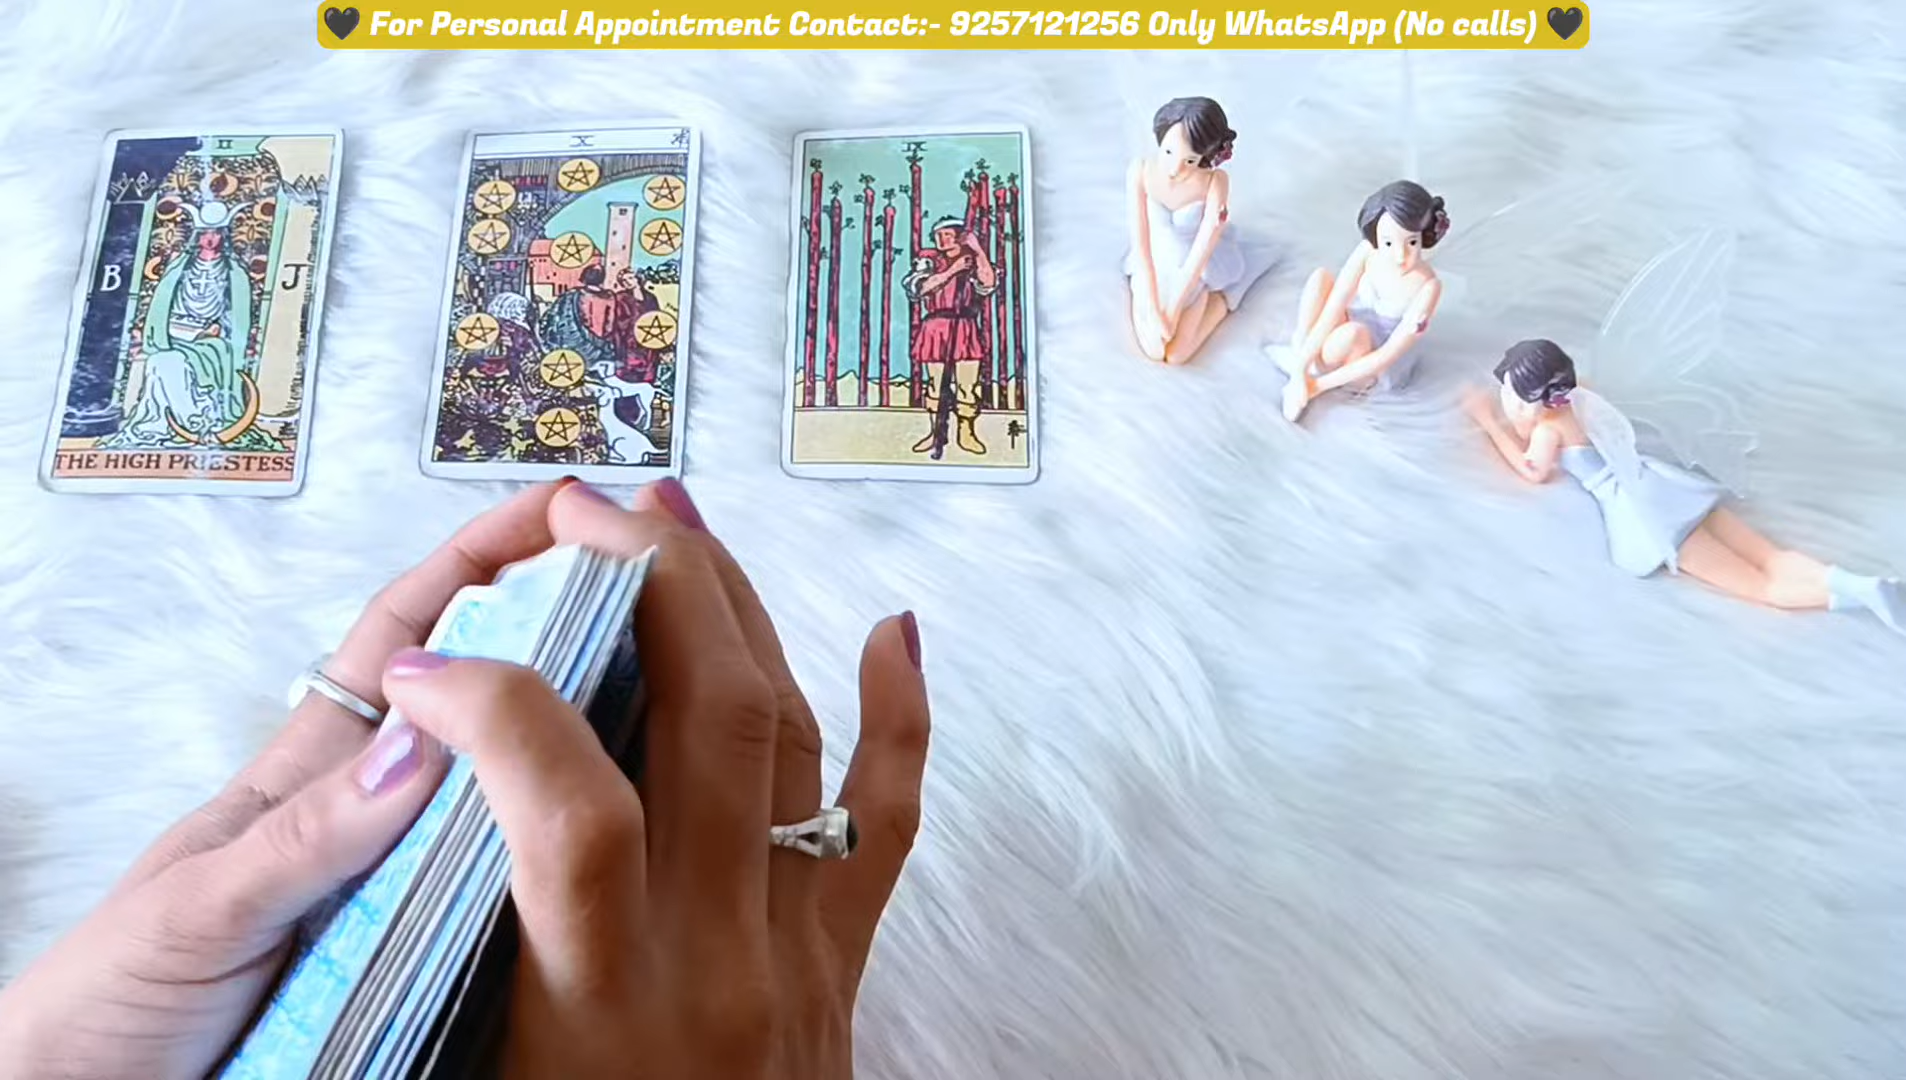 🖤 For Personal Appointment Contact:- 9257121256 Only WhatsApp (No calls) 🖤
II
B
J
THE HIGH PRIESTESS
X
IX